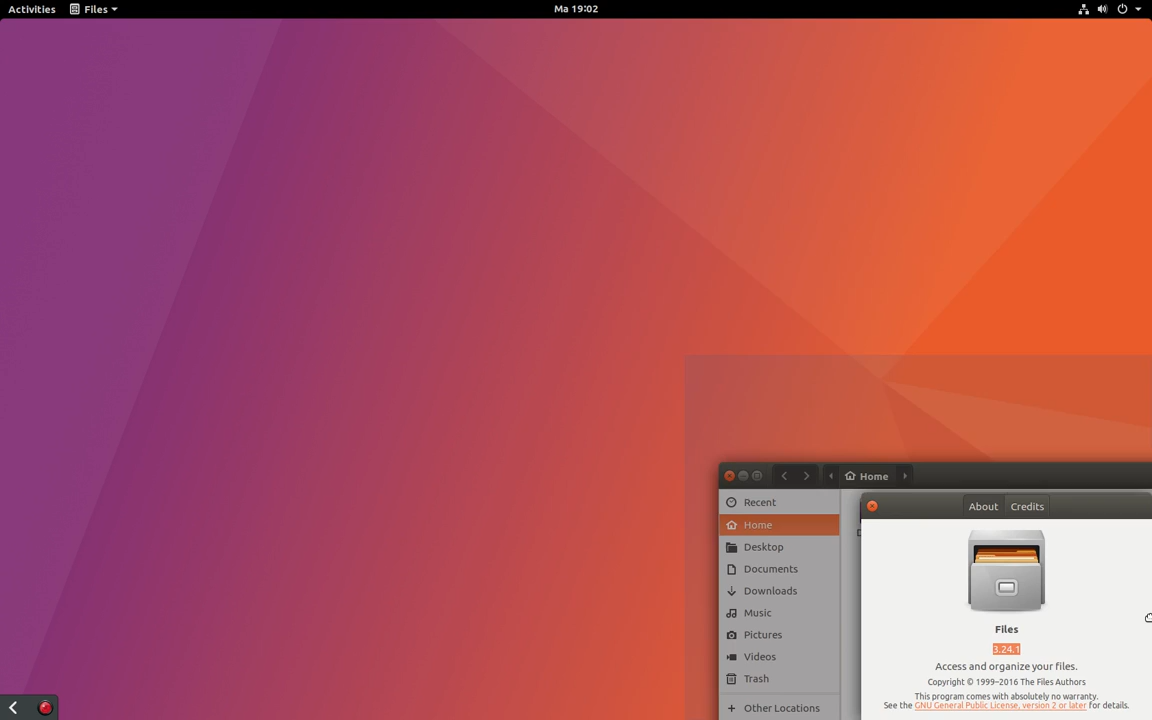 Activities
Files
Ma 19:02
Home
Recent
Home
Desktop
Documents
Downloads
Music
Pictures
Videos
Trash
Other Locations
About
Credits
Files
3.24.1
Access and organize your files.
Copyright © 1999–2016 The Files Authors
This program comes with absolutely no warranty.
See the GNU General Public License, version 2 or later for details.